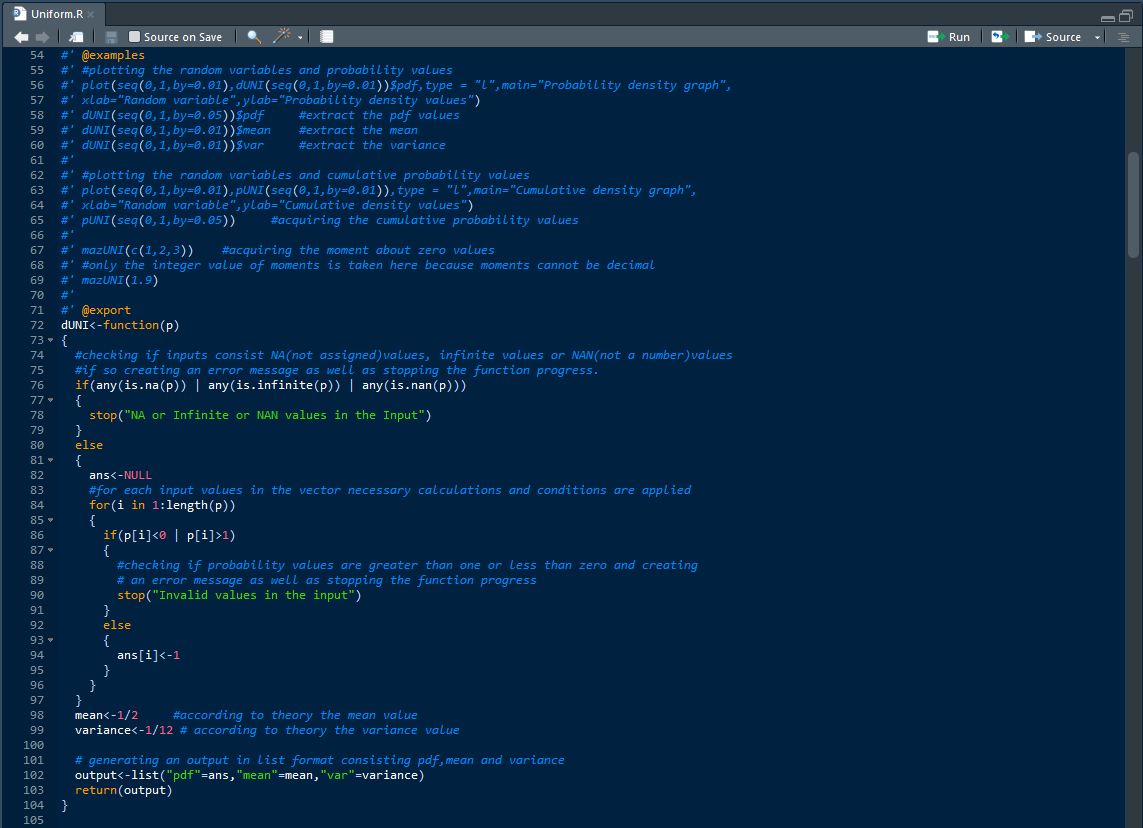 Uniform.R
Source on Save
Run
Source
54 #' @examples
55 #' #plotting the random variables and probability values
56 #' plot(seq(0,1,by=0.01),dUNI(seq(0,1,by=0.01))$pdf,type = "l",main="Probability density graph",
57 #' xlab="Random variable",ylab="Probability density values")
58 #' dUNI(seq(0,1,by=0.05))$pdf     #extract the pdf values
59 #' dUNI(seq(0,1,by=0.01))$mean    #extract the mean
60 #' dUNI(seq(0,1,by=0.01))$var     #extract the variance
61 #'
62 #' #plotting the random variables and cumulative probability values
63 #' plot(seq(0,1,by=0.01),pUNI(seq(0,1,by=0.01)),type = "l",main="Cumulative density graph",
64 #' xlab="Random variable",ylab="Cumulative density values")
65 #' pUNI(seq(0,1,by=0.05))     #acquiring the cumulative probability values
66 #'
67 #' mazUNI(c(1,2,3))    #acquiring the moment about zero values
68 #' #only the integer value of moments is taken here because moments cannot be decimal
69 #' mazUNI(1.9)
70 #'
71 #' @export
72 dUNI<-function(p)
73 {
74   #checking if inputs consist NA(not assigned)values, infinite values or NAN(not a number)values
75   #if so creating an error message as well as stopping the function progress.
76   if(any(is.na(p)) | any(is.infinite(p)) | any(is.nan(p)))
77   {
78     stop("NA or Infinite or NAN values in the Input")
79   }
80   else
81   {
82     ans<-NULL
83     #for each input values in the vector necessary calculations and conditions are applied
84     for(i in 1:length(p))
85     {
86       if(p[i]<0 | p[i]>1)
87       {
88         #checking if probability values are greater than one or less than zero and creating
89         # an error message as well as stopping the function progress
90         stop("Invalid values in the input")
91       }
92       else
93       {
94         ans[i]<-1
95       }
96     }
97   }
98   mean<-1/2     #according to theory the mean value
99   variance<-1/12 # according to theory the variance value
100
101   # generating an output in list format consisting pdf,mean and variance
102   output<-list("pdf"=ans,"mean"=mean,"var"=variance)
103   return(output)
104 }
105